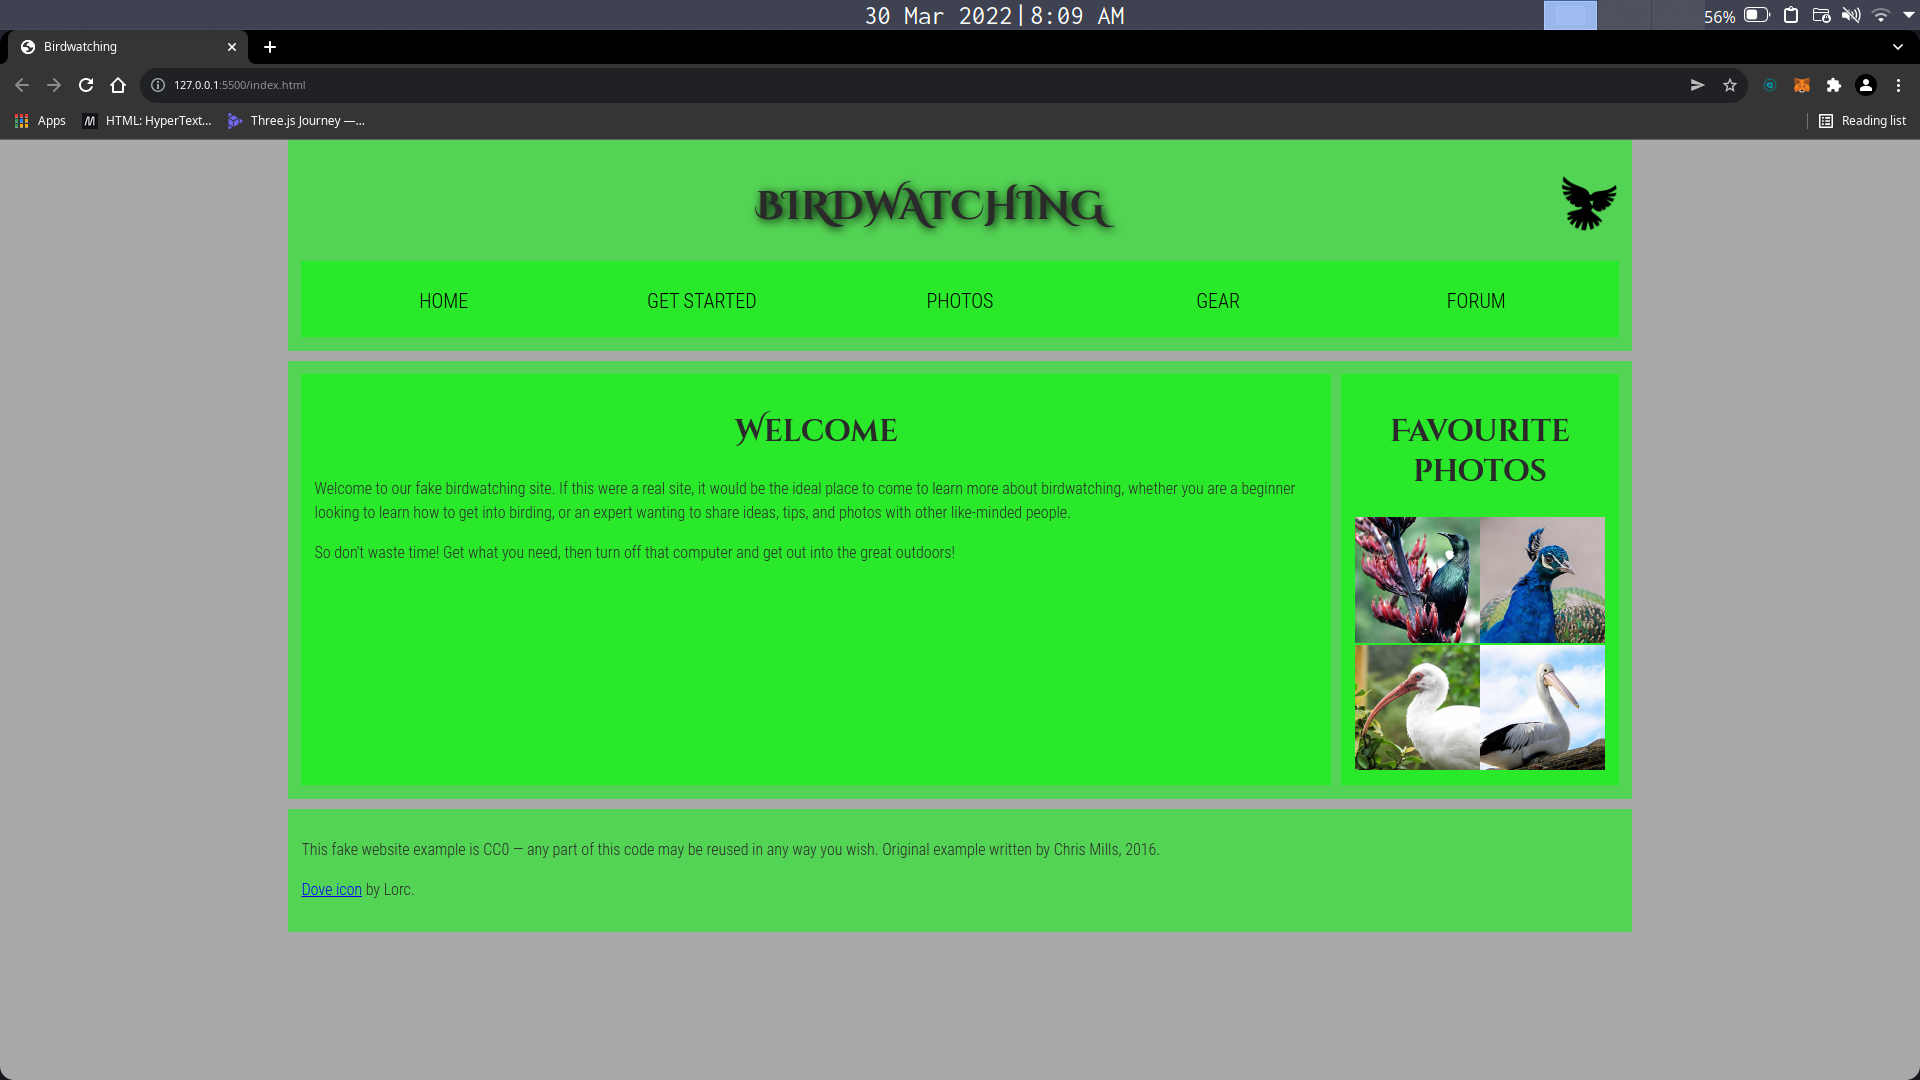 30 Mar 2022|8:09 AM
56%
Birdwatching
127.0.0.1:5500/index.html
Apps
HTML: HyperText...
Three.js Journey —...
Reading list
BIRDWATCHING
HOME
GET STARTED
PHOTOS
GEAR
FORUM
Welcome
Welcome to our fake birdwatching site. If this were a real site, it would be the ideal place to come to learn more about birdwatching, whether you are a beginner
looking to learn how to get into birding, or an expert wanting to share ideas, tips, and photos with other like-minded people.
So don't waste time! Get what you need, then turn off that computer and get out into the great outdoors!
Favourite
photos
This fake website example is CC0 — any part of this code may be reused in any way you wish. Original example written by Chris Mills, 2016.
Dove icon by Lorc.